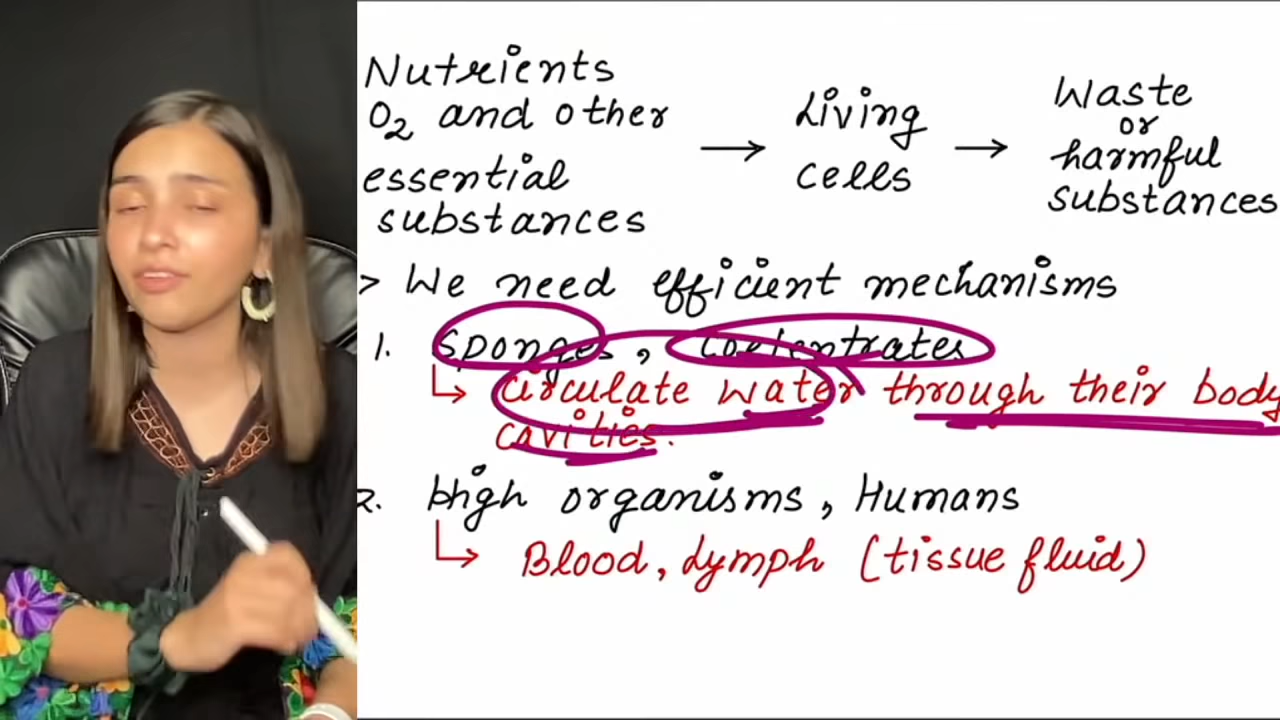 Nutrients
O2 and other
essential
substances
→ Living
cells
→ Waste
or
harmful
substances
> We need efficient mechanisms
1. Sponges, Coelentrates
↳ circulate water through their body
cavities.
2. High organisms, Humans
↳ Blood, Lymph (tissue fluid)